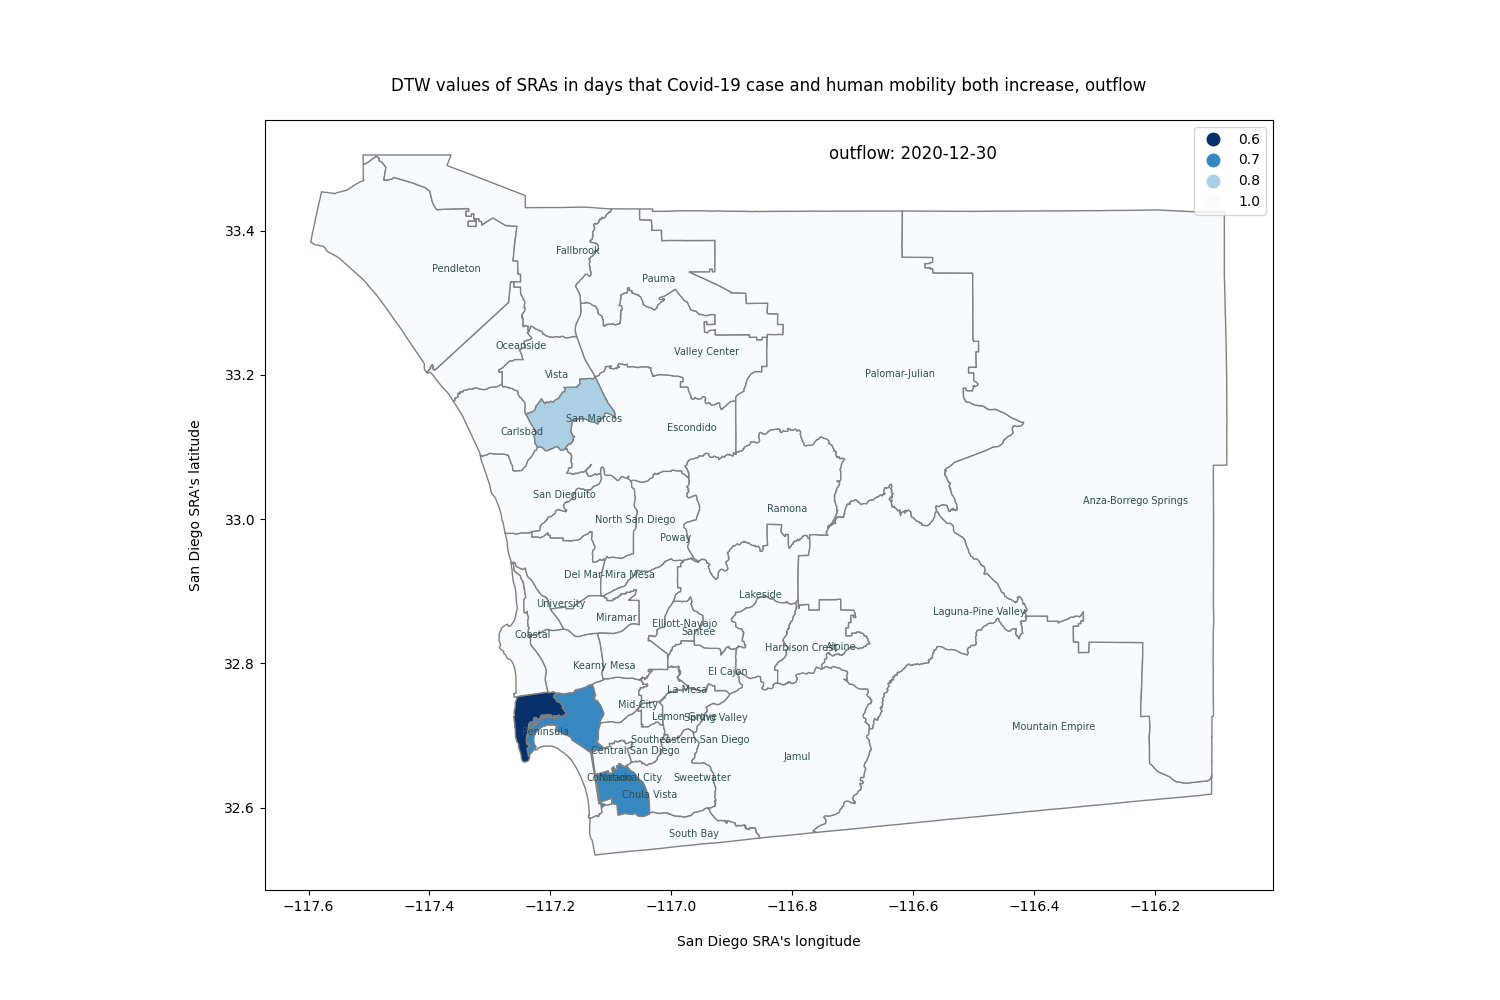 DTW values of SRAs in days that Covid-19 case and human mobility both increase, outflow
outflow: 2020-12-30
0.6
0.7
0.8
1.0
33.4
33.2
33.0
32.8
32.6
San Diego SRA's latitude
Fallbrook
Pendleton
Pauma
Oceanside
Valley Center
Vista
Palomar-Julian
San Marcos
Carlsbad
Escondido
San Dieguito
Anza-Borrego Springs
Ramona
North San Diego
Poway
Del Mar-Mira Mesa
Lakeside
University
Laguna-Pine Valley
Miramar
Elliott-Navajo
Santee
Coastal
Harbison Crest
Alpine
Kearny Mesa
El Cajon
La Mesa
Mid-City
Lemon Grove
Spring Valley
Mountain Empire
Peninsula
Southeastern San Diego
Central San Diego
Jamul
Coronado
National City
Sweetwater
Chula Vista
South Bay
−117.6
−117.4
−117.2
−117.0
−116.8
−116.6
−116.4
−116.2
San Diego SRA's longitude